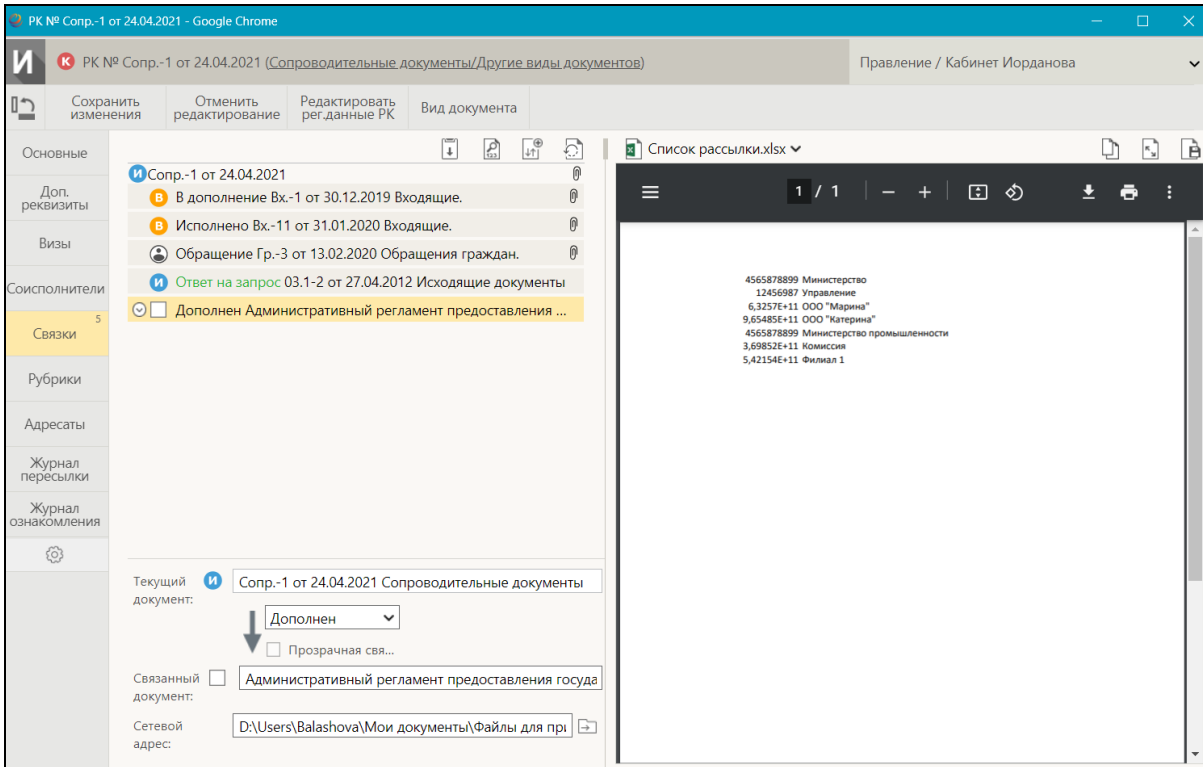 РК № Сопр.-1 от 24.04.2021 - Google Chrome
И К РК № Сопр.-1 от 24.04.2021 (Сопроводительные документы/Другие виды документов) Правление / Кабинет Иорданова
Сохранить изменения
Отменить редактирование
Редактировать рег.данные РК
Вид документа
Основные
Доп. реквизиты
Визы
Соисполнители
Связки 5
Рубрики
Адресаты
Журнал пересылки
Журнал ознакомления
И Сопр.-1 от 24.04.2021
В В дополнение Вх.-1 от 30.12.2019 Входящие.
В Исполнено Вх.-11 от 31.01.2020 Входящие.
Обращение Гр.-3 от 13.02.2020 Обращения граждан.
И Ответ на запрос 03.1-2 от 27.04.2012 Исходящие документы
Дополнен Административный регламент предоставления ...
Текущий документ: И Сопр.-1 от 24.04.2021 Сопроводительные документы
Дополнен
Прозрачная свя...
Связанный документ: Административный регламент предоставления госуда
Сетевой адрес: D:\Users\Balashova\Мои документы\Файлы для при
Список рассылки.xlsx
1 / 1
4565878899 Министерство
12456987 Управление
6,3257E+11 ООО "Марина"
9,65485E+11 ООО "Катерина"
4565878899 Министерство промышленности
3,69852E+11 Комиссия
5,42154E+11 Филиал 1